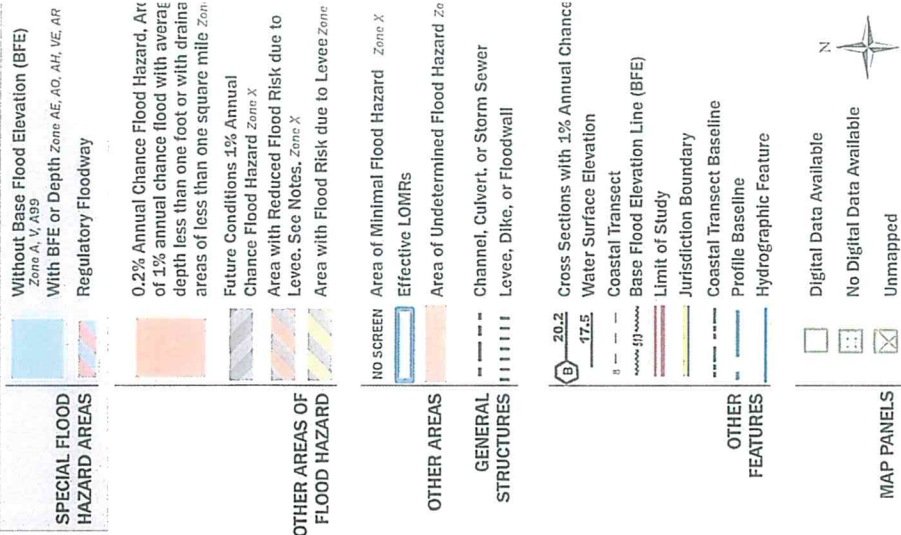 SPECIAL FLOOD
HAZARD AREAS
Without Base Flood Elevation (BFE)
Zone A, V, A99
With BFE or Depth Zone AE, AO, AH, VE, AR
Regulatory Floodway
OTHER AREAS OF
FLOOD HAZARD
0.2% Annual Chance Flood Hazard,
of 1% annual chance flood with
depth less than one foot or with
areas of less than one square mile
Future Conditions 1% Annual
Chance Flood Hazard Zone X
Area with Reduced Flood Risk due to
Levee. See Notes. Zone X
Area with Flood Risk due to Levee Zone
OTHER AREAS
NO SCREEN Area of Minimal Flood Hazard Zone X
Effective LOMRs
Area of Undetermined Flood Hazard
GENERAL
STRUCTURES
Channel, Culvert, or Storm Sewer
Levee, Dike, or Floodwall
OTHER
FEATURES
B 20.2 Cross Sections with 1% Annual Chance
17.5 Water Surface Elevation
8 Coastal Transect
Base Flood Elevation Line (BFE)
Limit of Study
Jurisdiction Boundary
Coastal Transect Baseline
Profile Baseline
Hydrographic Feature
MAP PANELS
Digital Data Available
No Digital Data Available
Unmapped
N